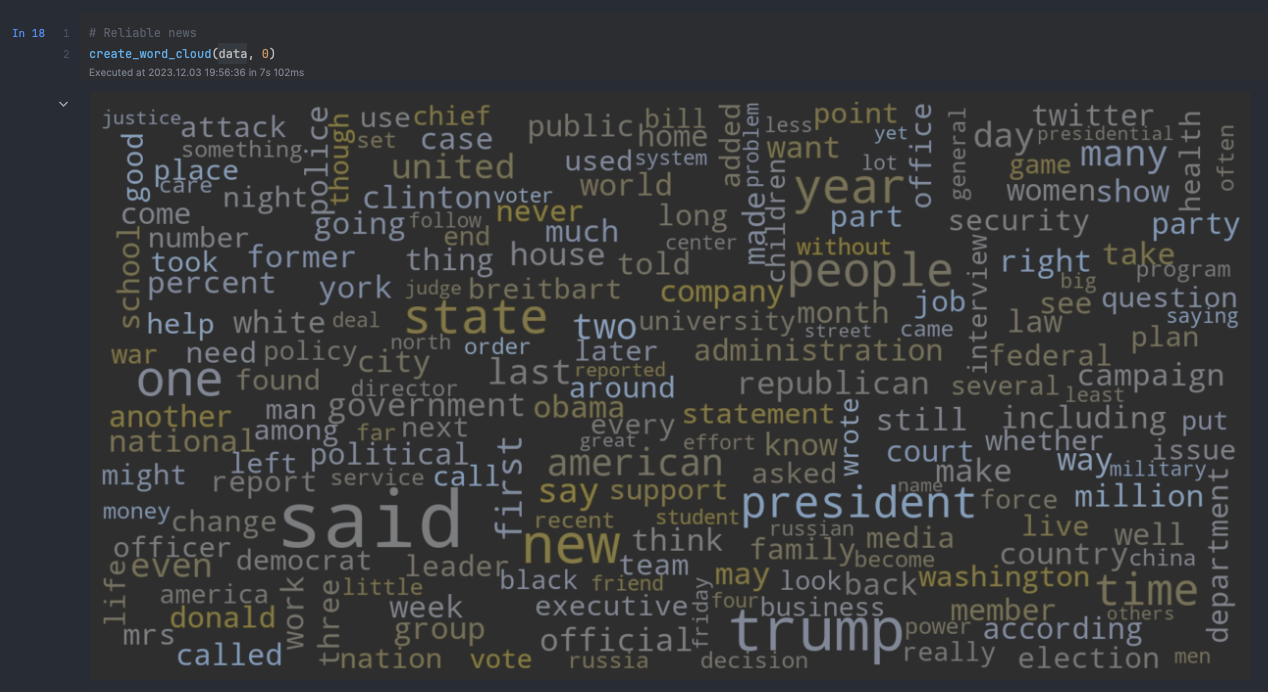 In 18 1 # Reliable news
2 create_word_cloud(data, 0)
Executed at 2023.12.03 19:56:36 in 7s 102ms
justice attack something police though use chief set case public bill home added problem less point yet office general day twitter presidential many health often
good place care night united clinton voter used system world want lot year game women show
come going follow never much long made children part security party
school number end center without
took former thing house told people interview right take program big
percent york judge breitbart company month job see question saying
help white deal state two university street came law plan
war need policy city north order later administration federal
one found director last reported around republican several least campaign
another man government obama every statement wrote still including put
national among far next great effort know court whether issue
might left political call first american asked make way military
report service say support president name force million department
money change said recent student russian live well
officer even democrat leader new think family media become country china
life america work three little black friend team may look back washington time
donald week executive friday four business member others
mrs group official trump power according
called nation vote russia decision really election men